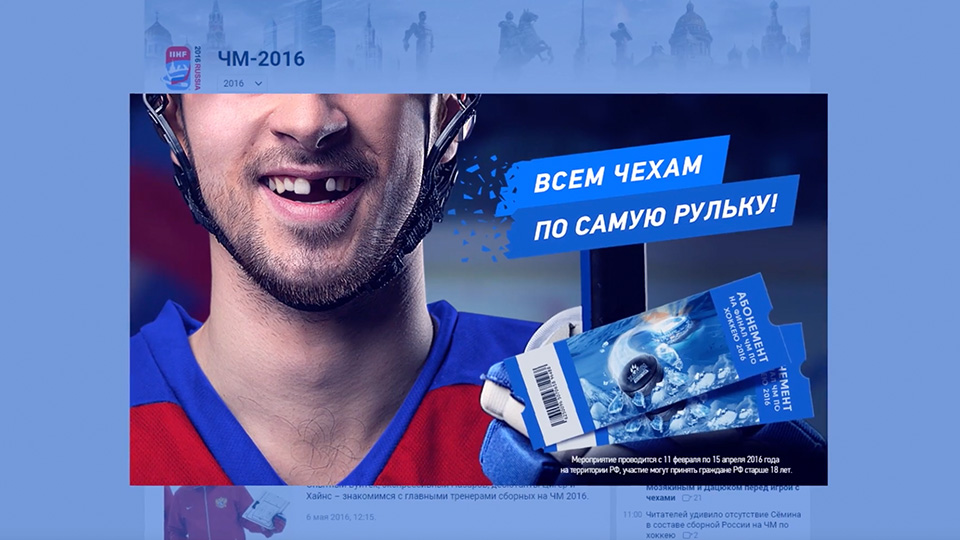 IIHF
2016 RUSSIA
ЧМ-2016
2016
ВСЕМ ЧЕХАМ
ПО САМУЮ РУЛЬКУ!
АБОНЕМЕНТ
НА ФИНАЛ ЧМ ПО
ХОККЕЮ 2016
Мероприятие проводится с 11 февраля по 15 апреля 2016 года
на территории РФ, участие могут принять граждане РФ старше 18 лет.
Хайнс – знакомимся с главными тренерами сборных на ЧМ 2016.
6 мая 2016, 12:15.
Мозякиным и Дацюком перед игрой с
чехами 21
11:00 Читателей удивило отсутствие Сёмина
в составе сборной России на ЧМ по
хоккею 2